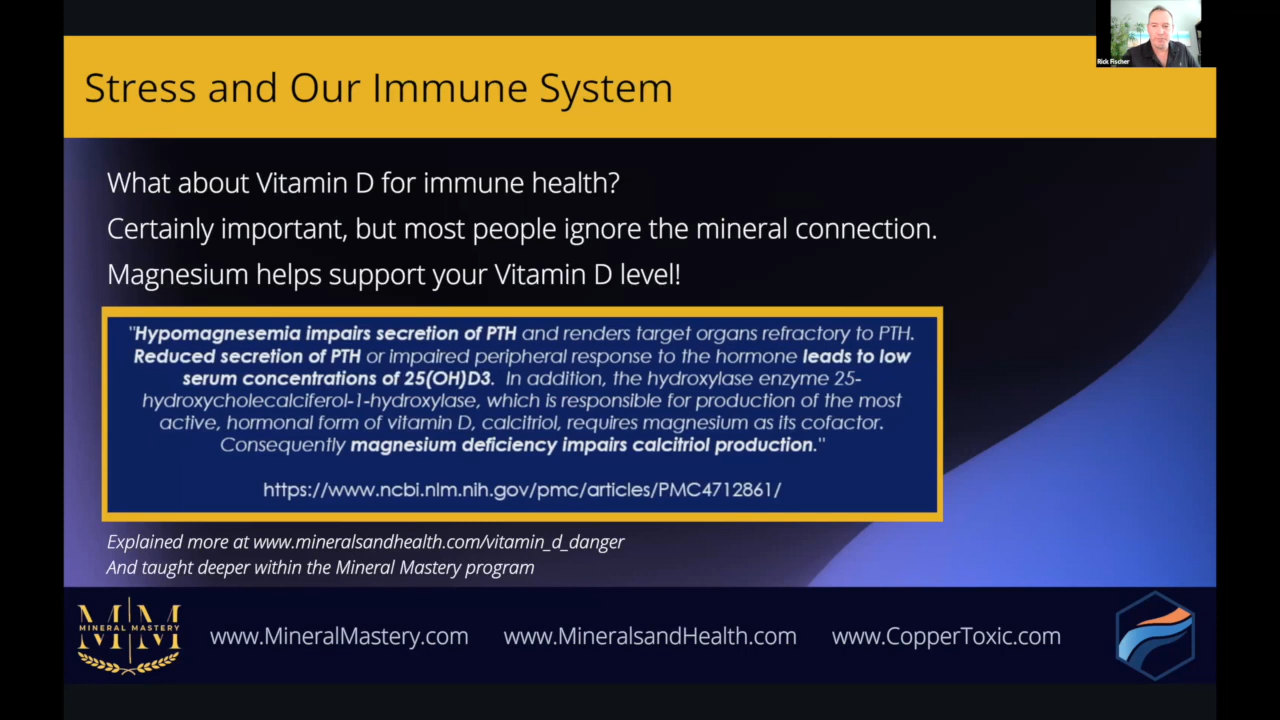 Rick Fischer
Stress and Our Immune System
What about Vitamin D for immune health?
Certainly important, but most people ignore the mineral connection.
Magnesium helps support your Vitamin D level!
"Hypomagnesemia impairs secretion of PTH and renders target organs refractory to PTH.
Reduced secretion of PTH or impaired peripheral response to the hormone leads to low
serum concentrations of 25(OH)D3. In addition, the hydroxylase enzyme 25-
hydroxycholecalciferol-1-hydroxylase, which is responsible for production of the most
active, hormonal form of vitamin D, calcitriol, requires magnesium as its cofactor.
Consequently magnesium deficiency impairs calcitriol production."
https://www.ncbi.nlm.nih.gov/pmc/articles/PMC4712861/
Explained more at www.mineralsandhealth.com/vitamin_d_danger
And taught deeper within the Mineral Mastery program
MM
MINERAL MASTERY
www.MineralMastery.com
www.MineralsandHealth.com
www.CopperToxic.com